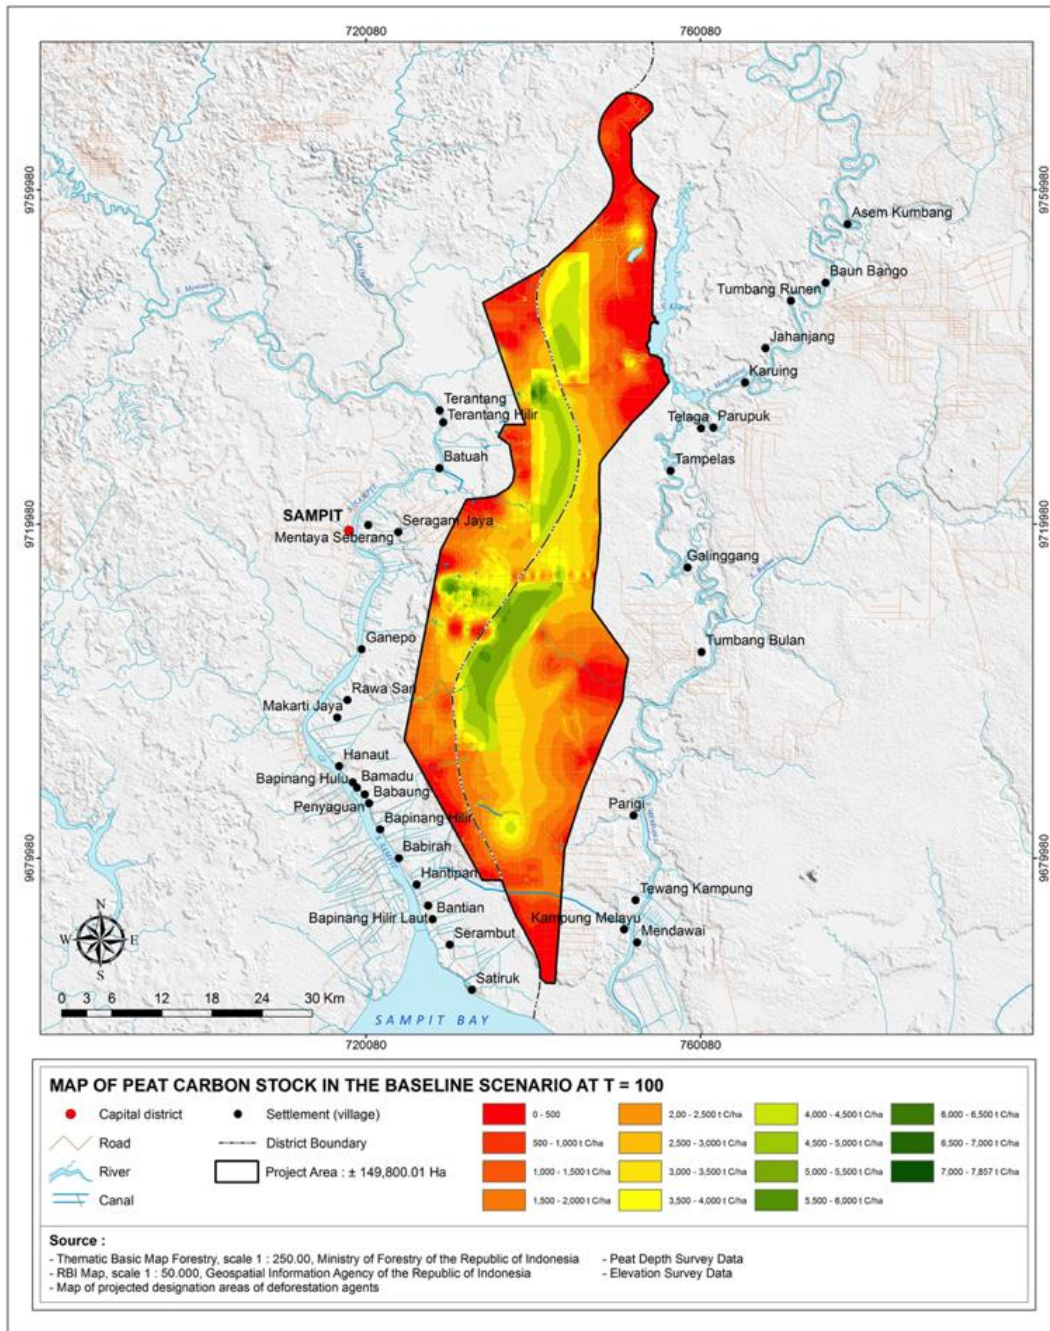 720080
760080
9759980
9759980
Asem Kumbang
Baun Bango
Tumbang Runen
Jahanjang
Karuing
Terantang
Terantang Hilir
Telaga
Parupuk
Batuah
Tampelas
S. SAMPIT
SAMPIT
Seragam Jaya
Mentaya Seberang
9719980
9719980
Galinggang
Ganepo
Tumbang Bulan
Rawa Sari
Makarti Jaya
Hanaut
Bapinang Hulu
Bamadu
Babaung
Penyaguan
Parigi
Bapinang Hilir
S. SAMPIT
Babirah
9679980
9679980
Hantipan
Tewang Kampung
Bantian
Bapinang Hilir Laut
Kampung Melayu
Serambut
Mendawai
N
W
E
S
Satiruk
0 3 6 12 18 24 30 Km
SAMPIT BAY
720080
760080
MAP OF PEAT CARBON STOCK IN THE BASELINE SCENARIO AT T = 100
Capital district
Settlement (village)
Road
District Boundary
River
Project Area : ± 149,800.01 Ha
Canal
0 - 500
500 - 1,000 t C/ha
1,000 - 1,500 t C/ha
1,500 - 2,000 t C/ha
2,00 - 2,500 t C/ha
2,500 - 3,000 t C/ha
3,000 - 3,500 t C/ha
3,500 - 4,000 t C/ha
4,000 - 4,500 t C/ha
4,500 - 5,000 t C/ha
5,000 - 5,500 t C/ha
5,500 - 6,000 t C/ha
6,000 - 6,500 t C/ha
6,500 - 7,000 t C/ha
7,000 - 7,857 t C/ha
Source :
- Thematic Basic Map Forestry, scale 1 : 250.00, Ministry of Forestry of the Republic of Indonesia
- RBI Map, scale 1 : 50.000, Geospatial Information Agency of the Republic of Indonesia
- Map of projected designation areas of deforestation agents
- Peat Depth Survey Data
- Elevation Survey Data